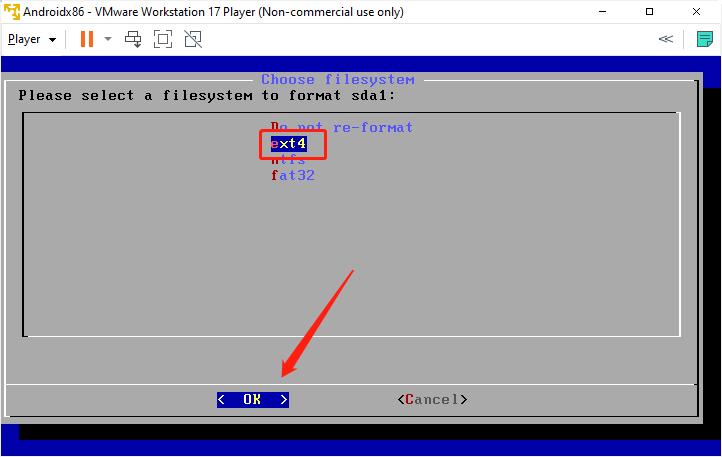 Androidx86 - VMware Workstation 17 Player (Non-commercial use only)
Player
Choose filesystem
Please select a filesystem to format sda1:
Do not re-format
ext4
ntfs
fat32
< OK >
<Cancel>